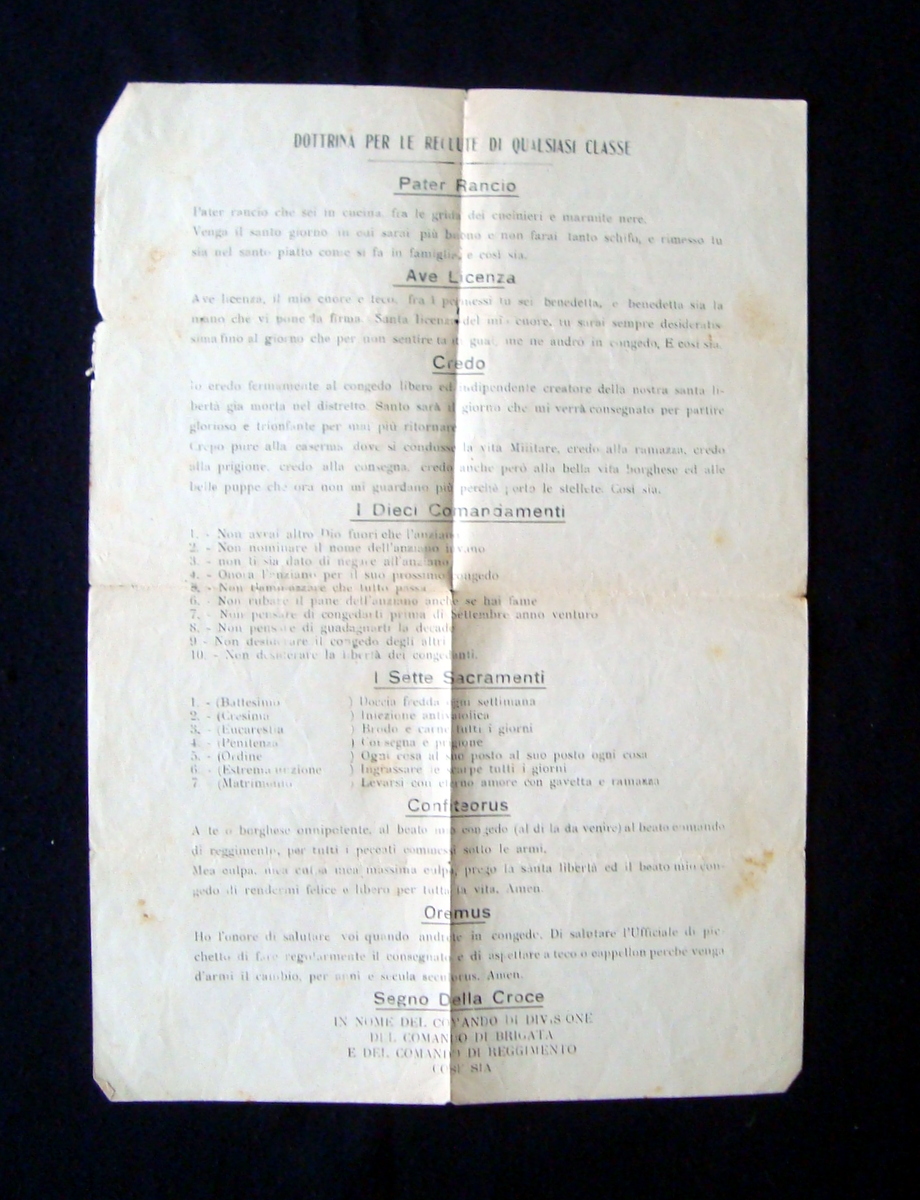 DOTTRINA PER LE RECLUTE DI QUALSIASI CLASSE
Pater Rancio
Pater rancio che sei in cucina, fra le grida dei cucinieri e marmite nere.
Venga il santo giorno in cui sarai più buono e non farai tanto schifo, e rimesso tu
sia nel santo piatto come si fa in famiglia, e così sia.
Ave Licenza
Ave licenza, il mio cuore è teco, fra i permessi tu sei benedetta, e benedetta sia la
mano che vi pone la firma. Santa licenza del mio cuore, tu sarai sempre desideratis-
sima fino al giorno che per non sentire ta guai, me ne andrò in congedo, E così sia.
Credo
Io credo fermamente al congedo libero ed indipendente creatore della nostra santa li-
bertà gia morta nel distretto. Santo sarà il giorno che mi verrà consegnato per partire
glorioso e trionfante per mai più ritornare
Crepo pure alla caserma dove si condusse la vita Militare, credo alla ramazza, credo
alla prigione, credo alla consegna, credo anche però alla bella vita borghese ed alle
belle puppe che ora non mi guardano più perchè porto le stellete. Così sia.
I Dieci Comandamenti
1. - Non avrai altro Dio fuori che l'anziano
2. - Non nominare il nome dell'anziano invano
3. - non ti sia dato di negare all'anziano
4. - Onora l'anziano per il suo prossimo congedo
5. - Non t'ammazzare che tutto passa
6. - Non rubare il pane dell'anziano anche se hai fame
7. - Non pensare di congedarti prima di Settembre anno venturo
8. - Non pensare di guadagnarti la decade
9 - Non desiderare il congedo degli altri
10. - Non desiderare la libertà dei congedanti.
I Sette Sacramenti
1. - (Battesimo ) Doccia fredda ogni settimana
2. - (Cresima ) Iniezione antivaiolica
3. - (Eucarestia ) Brodo e carne tutti i giorni
4. - (Penitenza ) Consegna e prigione
5. - (Ordine ) Ogni cosa al suo posto al suo posto ogni cosa
6. - (Estrema unzione ) Ingrassare le scarpe tutti i giorni
7 (Matrimonio ) Levarsi con eterno amore con gavetta e ramazza
Confiteorus
A te o borghese onnipotente, al beato mio congedo (al di la da venire) al beato comando
di reggimento, per tutti i peccati commessi sotto le armi.
Mea culpa, mea culpa mea massima culpa, prego la santa libertà ed il beato mio con-
gedo di rendermi felice e libero per tutta la vita. Amen.
Oremus
Ho l'onore di salutare voi quando andrete in congedo. Di salutare l'Ufficiale di pic-
chetto di fare regolarmente il consegnato e di aspettare a teco o cappellon perchè venga
d'armi il cambio, per anni e secula seculorus. Amen.
Segno Della Croce
IN NOME DEL COMANDO DI DIVISIONE
DEL COMANDO DI BRIGATA
E DEL COMANDO DI REGGIMENTO
COSÌ SIA